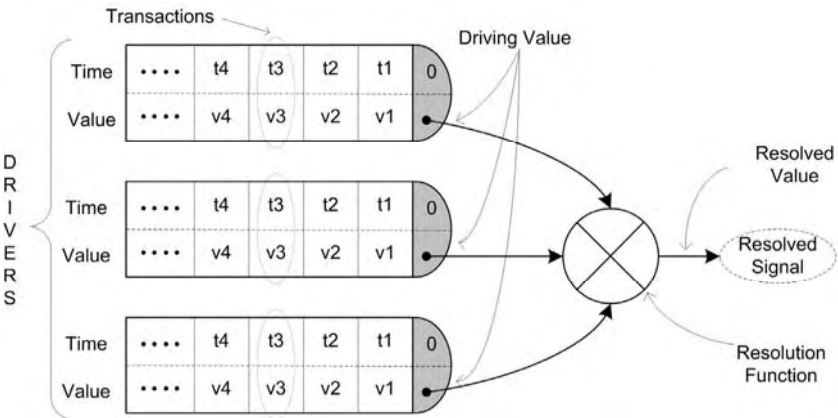 Transactions
Driving Value
Time •••• t4 t3 t2 t1 0
Value •••• v4 v3 v2 v1
DRIVERS
Time •••• t4 t3 t2 t1 0
Value •••• v4 v3 v2 v1
Resolved
Value
Resolved
Signal
Time •••• t4 t3 t2 t1 0
Value •••• v4 v3 v2 v1
Resolution
Function